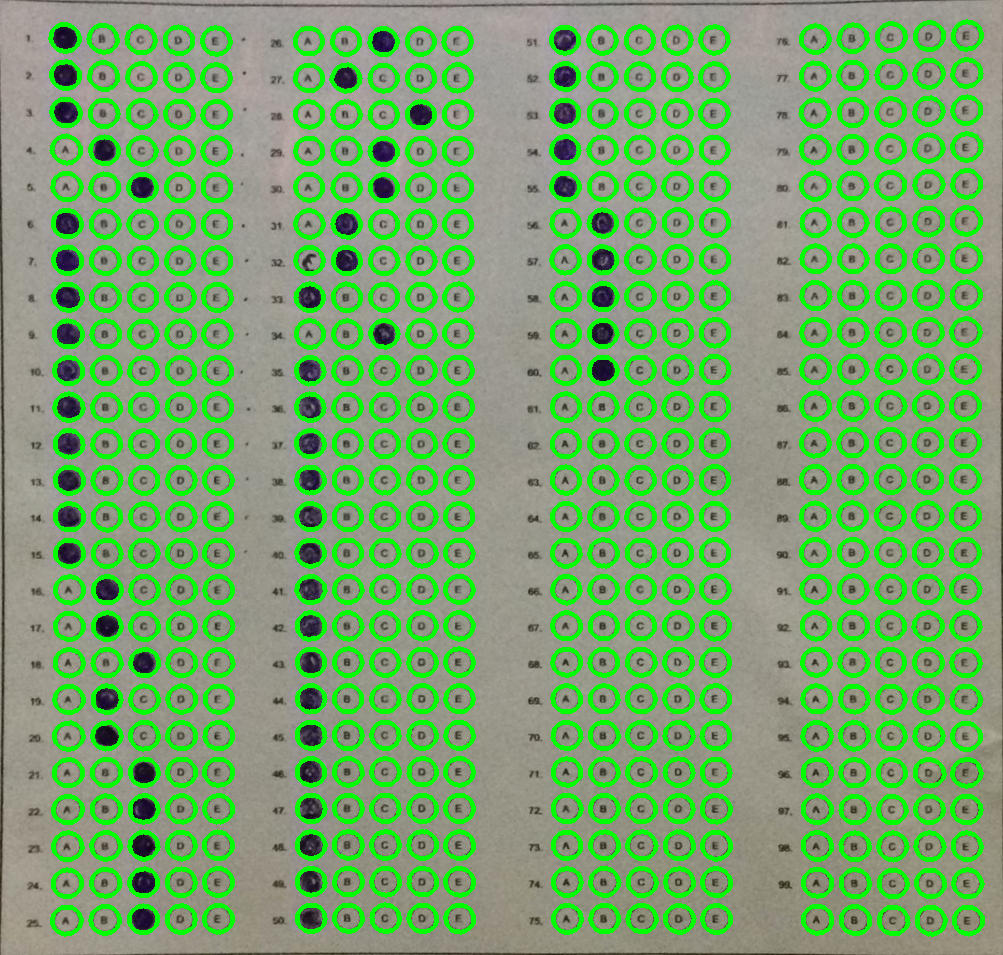 1. B C D E
2. B C D E
3. B C D E
4. A C D E
5. A B D E
6. B C D E
7. B C D E
8. B C D E
9. B C D E
10. B C D E
11. B C D E
12. B C D E
13. B C D E
14. B C D E
15. B C D E
16. A C D E
17. A C D E
18. A B D E
19. A C D E
20. A C D E
21. A B D E
22. A B D E
23. A B D E
24. A B D E
25. A B D E
26. A B D E
27. A C D E
28. A B C E
29. A B D E
30. A B D E
31. A C D E
32. C D E
33. B C D E
34. A B D E
35. B C D E
36. B C D E
37. B C D E
38. B C D E
39. B C D E
40. B C D E
41. B C D E
42. B C D E
43. B C D E
44. B C D E
45. B C D E
46. B C D E
47. B C D E
48. B C D E
49. B C D E
50. B C D E
51. B C D E
52. B C D E
53. B C D E
54. B C D E
55. B C D E
56. A C D E
57. A C D E
58. A C D E
59. A C D E
60. A C D E
61. A B C D E
62. A B C D E
63. A B C D E
64. A B C D E
65. A B C D E
66. A B C D E
67. A B C D E
68. A B C D E
69. A B C D E
70. A B C D E
71. A B C D E
72. A B C D E
73. A B C D E
74. A B C D E
75. A B C D E
76. A B C D E
77. A B C D E
78. A B C D E
79. A B C D E
80. A B C D E
81. A B C D E
82. A B C D E
83. A B C D E
84. A B C D E
85. A B C D E
86. A B C D E
87. A B C D E
88. A B C D E
89. A B C D E
90. A B C D E
91. A B C D E
92. A B C D E
93. A B C D E
94. A B C D E
95. A B C D E
96. A B C D E
97. A B C D E
98. A B C D E
99. A B C D E
A B C D E